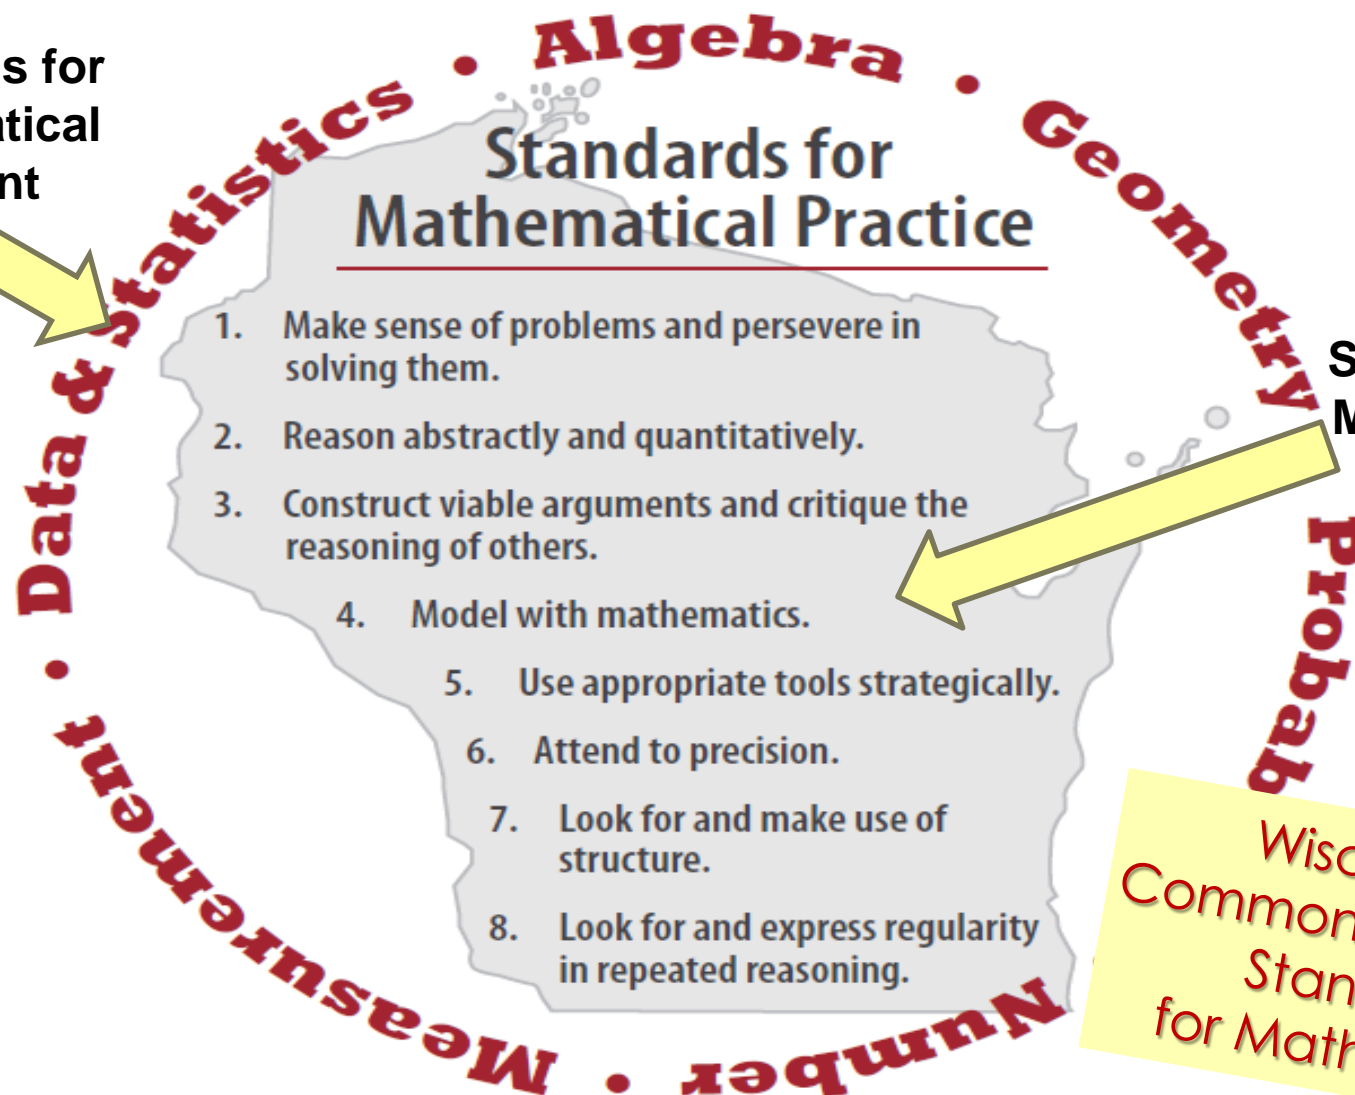 s for
atical
nt
Data & Statistics • Algebra • Geometry
Probab
Number • Measurement •
Standards for
Mathematical Practice
1. Make sense of problems and persevere in
solving them.
2. Reason abstractly and quantitatively.
3. Construct viable arguments and critique the
reasoning of others.
4. Model with mathematics.
5. Use appropriate tools strategically.
6. Attend to precision.
7. Look for and make use of
structure.
8. Look for and express regularity
in repeated reasoning.
S
M
Wisc
Common
Stan
for Math